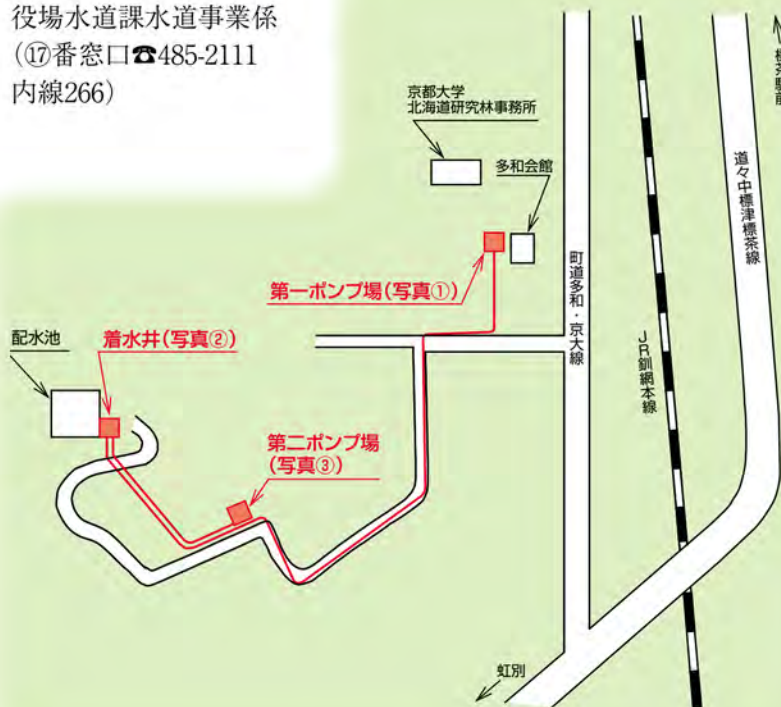 役場水道課水道事業係
(⑰番窓口☎485-2111
内線266)
京都大学
北海道研究林事務所
多和会館
第一ポンプ場(写真①)
配水池
着水井(写真②)
第二ポンプ場
(写真③)
町道多和・京大線
JR釧網本線
道々中標津標茶線
標茶駅前
虹別